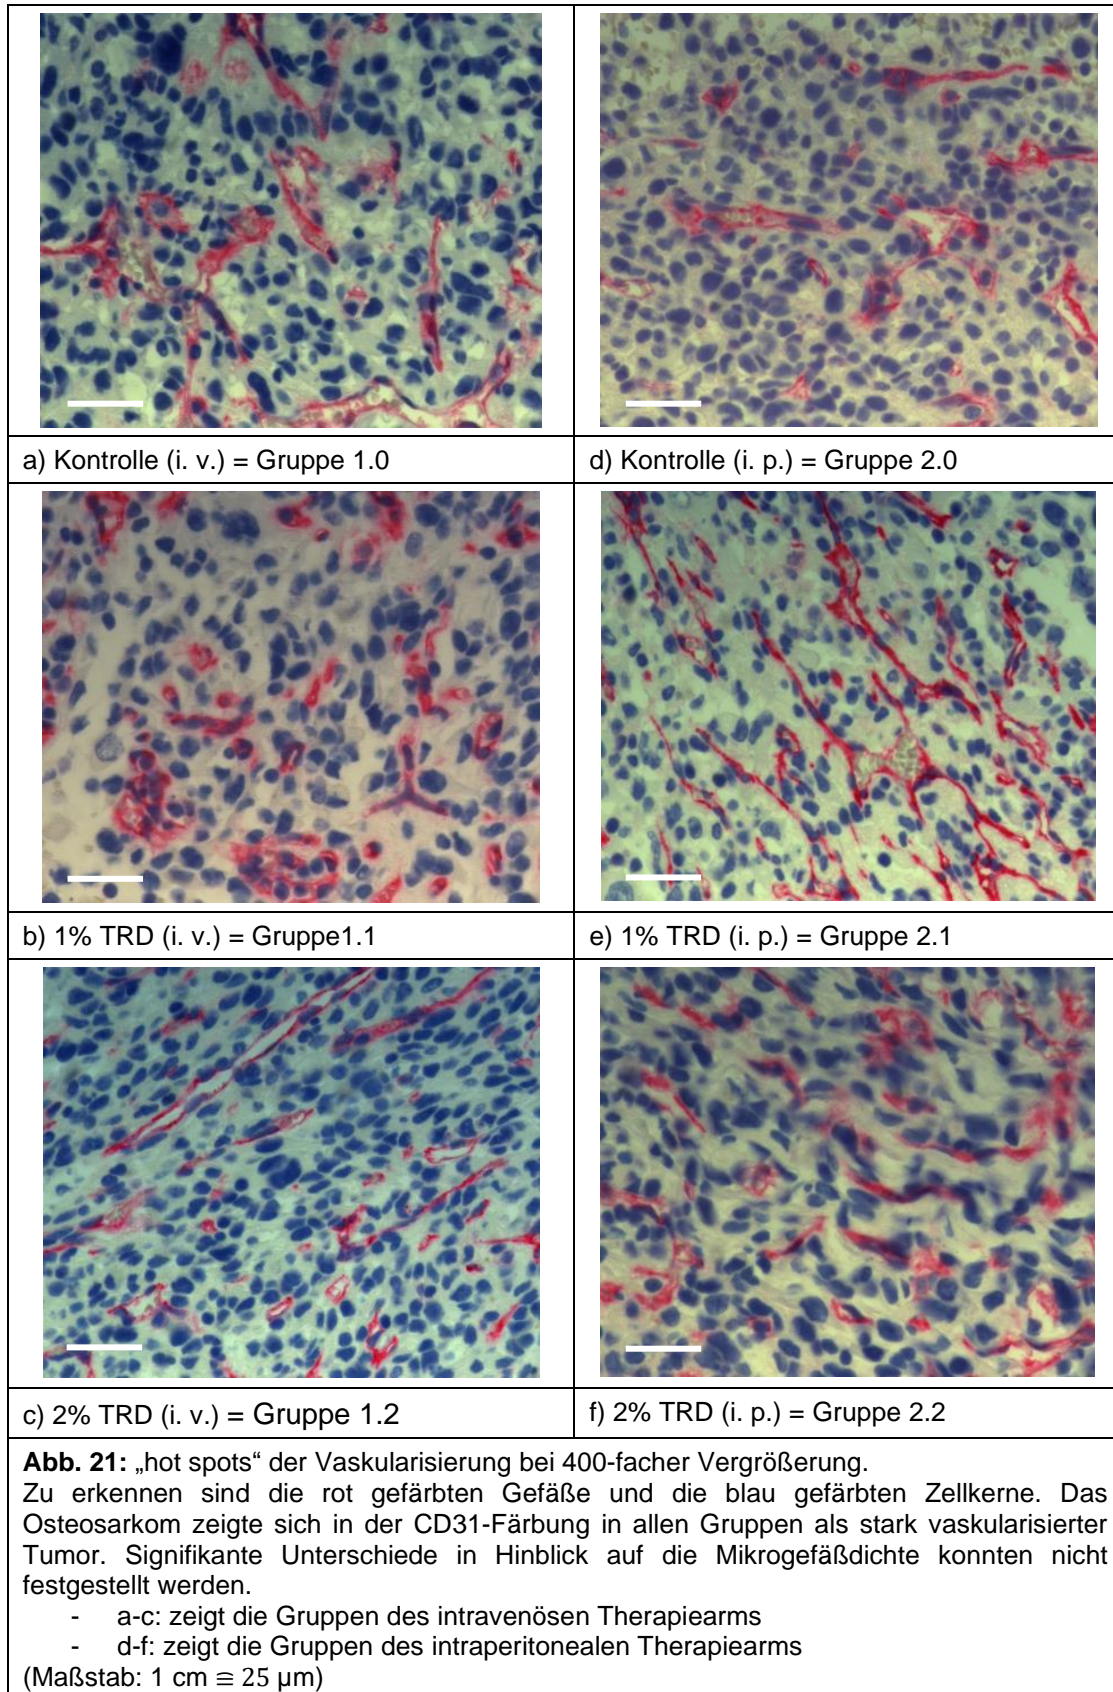 a) Kontrolle (i. v.) = Gruppe 1.0
d) Kontrolle (i. p.) = Gruppe 2.0
b) 1% TRD (i. v.) = Gruppe1.1
e) 1% TRD (i. p.) = Gruppe 2.1
c) 2% TRD (i. v.) = Gruppe 1.2
f) 2% TRD (i. p.) = Gruppe 2.2
Abb. 21: „hot spots“ der Vaskularisierung bei 400-facher Vergrößerung.
Zu erkennen sind die rot gefärbten Gefäße und die blau gefärbten Zellkerne. Das
Osteosarkom zeigte sich in der CD31-Färbung in allen Gruppen als stark vaskularisierter
Tumor. Signifikante Unterschiede in Hinblick auf die Mikrogefäßdichte konnten nicht
festgestellt werden.
- a-c: zeigt die Gruppen des intravenösen Therapiearms
- d-f: zeigt die Gruppen des intraperitonealen Therapiearms
(Maßstab: 1 cm ≅ 25 µm)